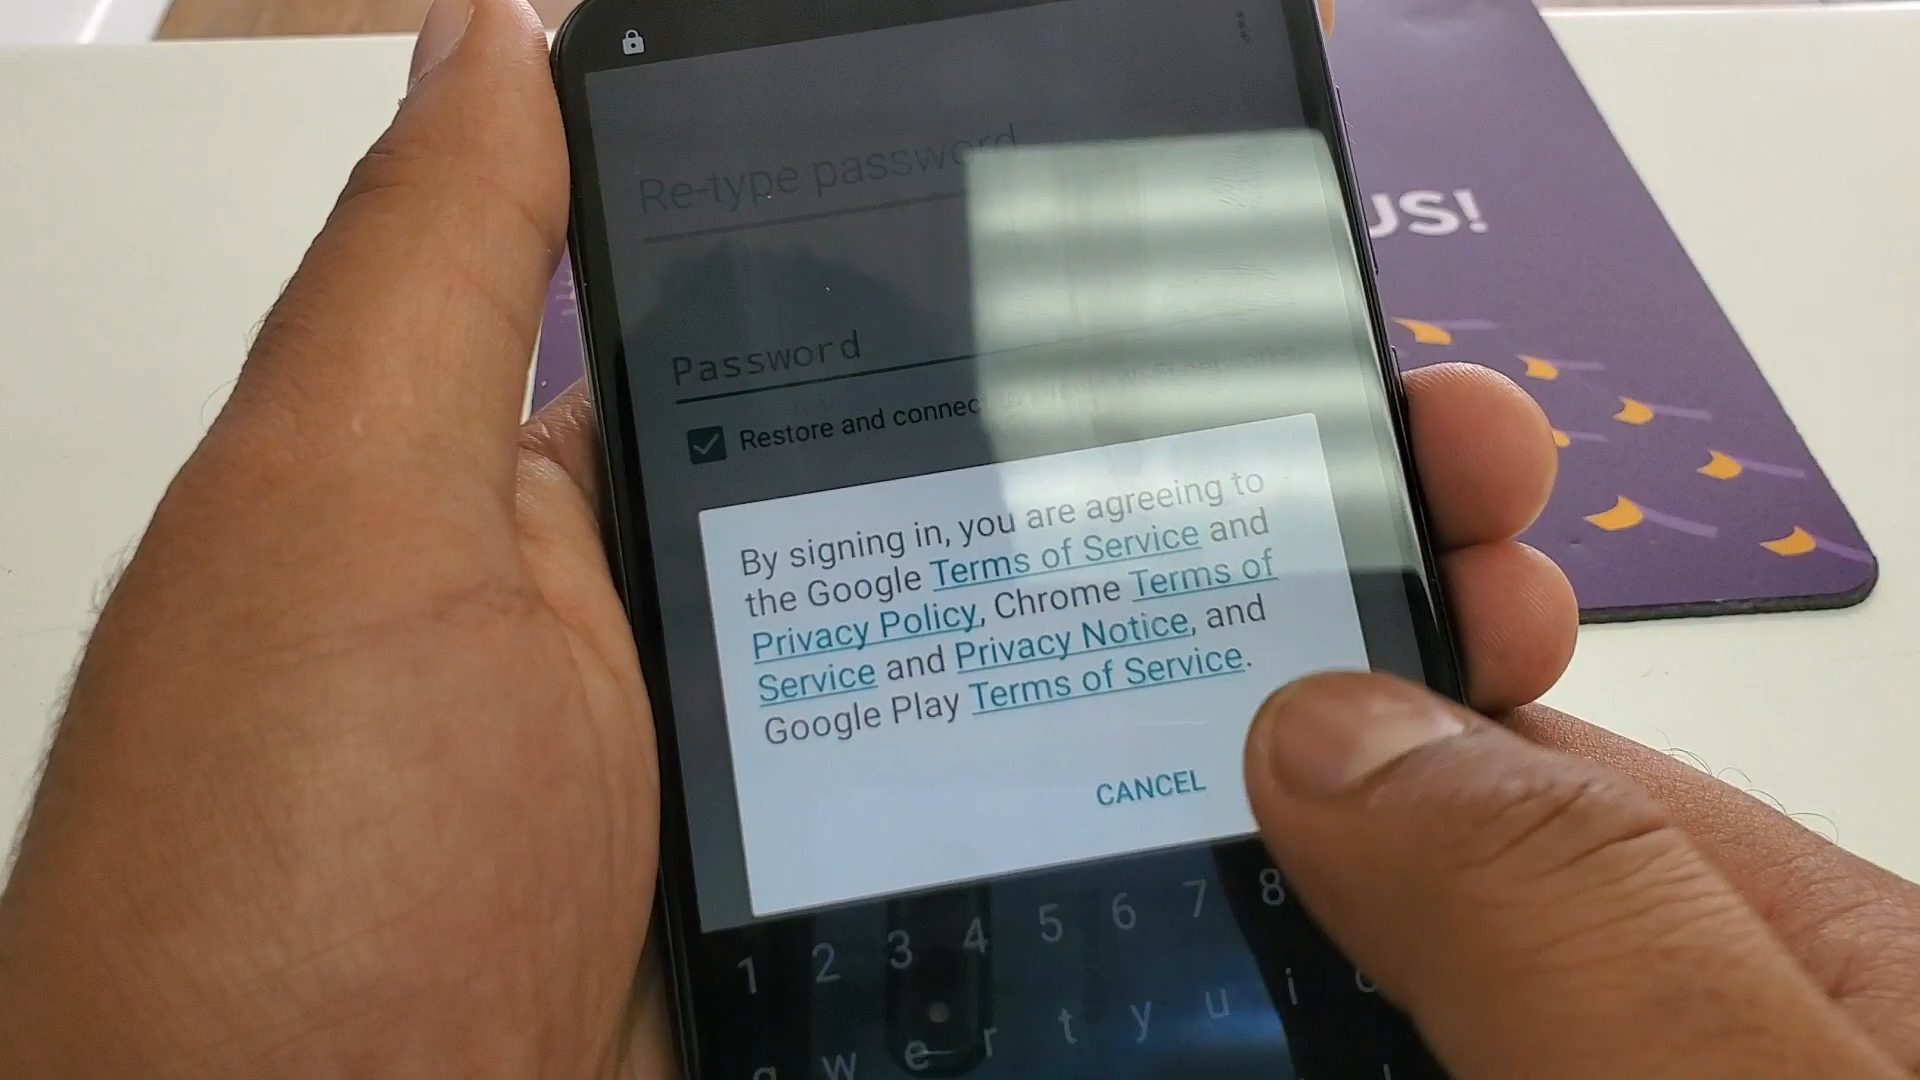 Re-type password
US!
Password
Restore and connec
By signing in, you are agreeing to
the Google Terms of Service and
Privacy Policy, Chrome Terms of
Service and Privacy Notice, and
Google Play Terms of Service.
CANCEL
1 2 3 4 5 6 7 8
w e r t y u i